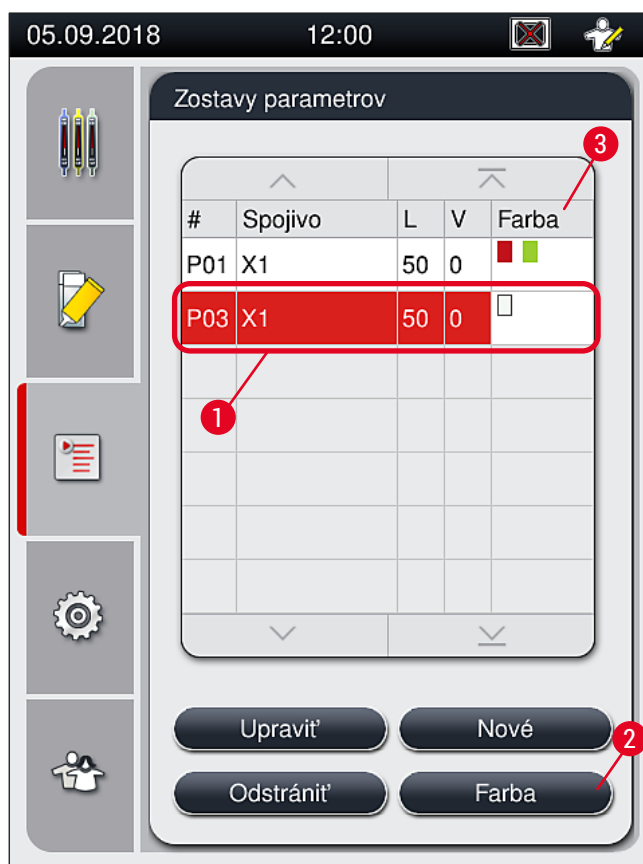 05.09.2018 12:00
Zostavy parametrov
3
# Spojivo L V Farba
P01 X1 50 0
P03 X1 50 0
1
Upraviť Nové
2
Odstrániť Farba